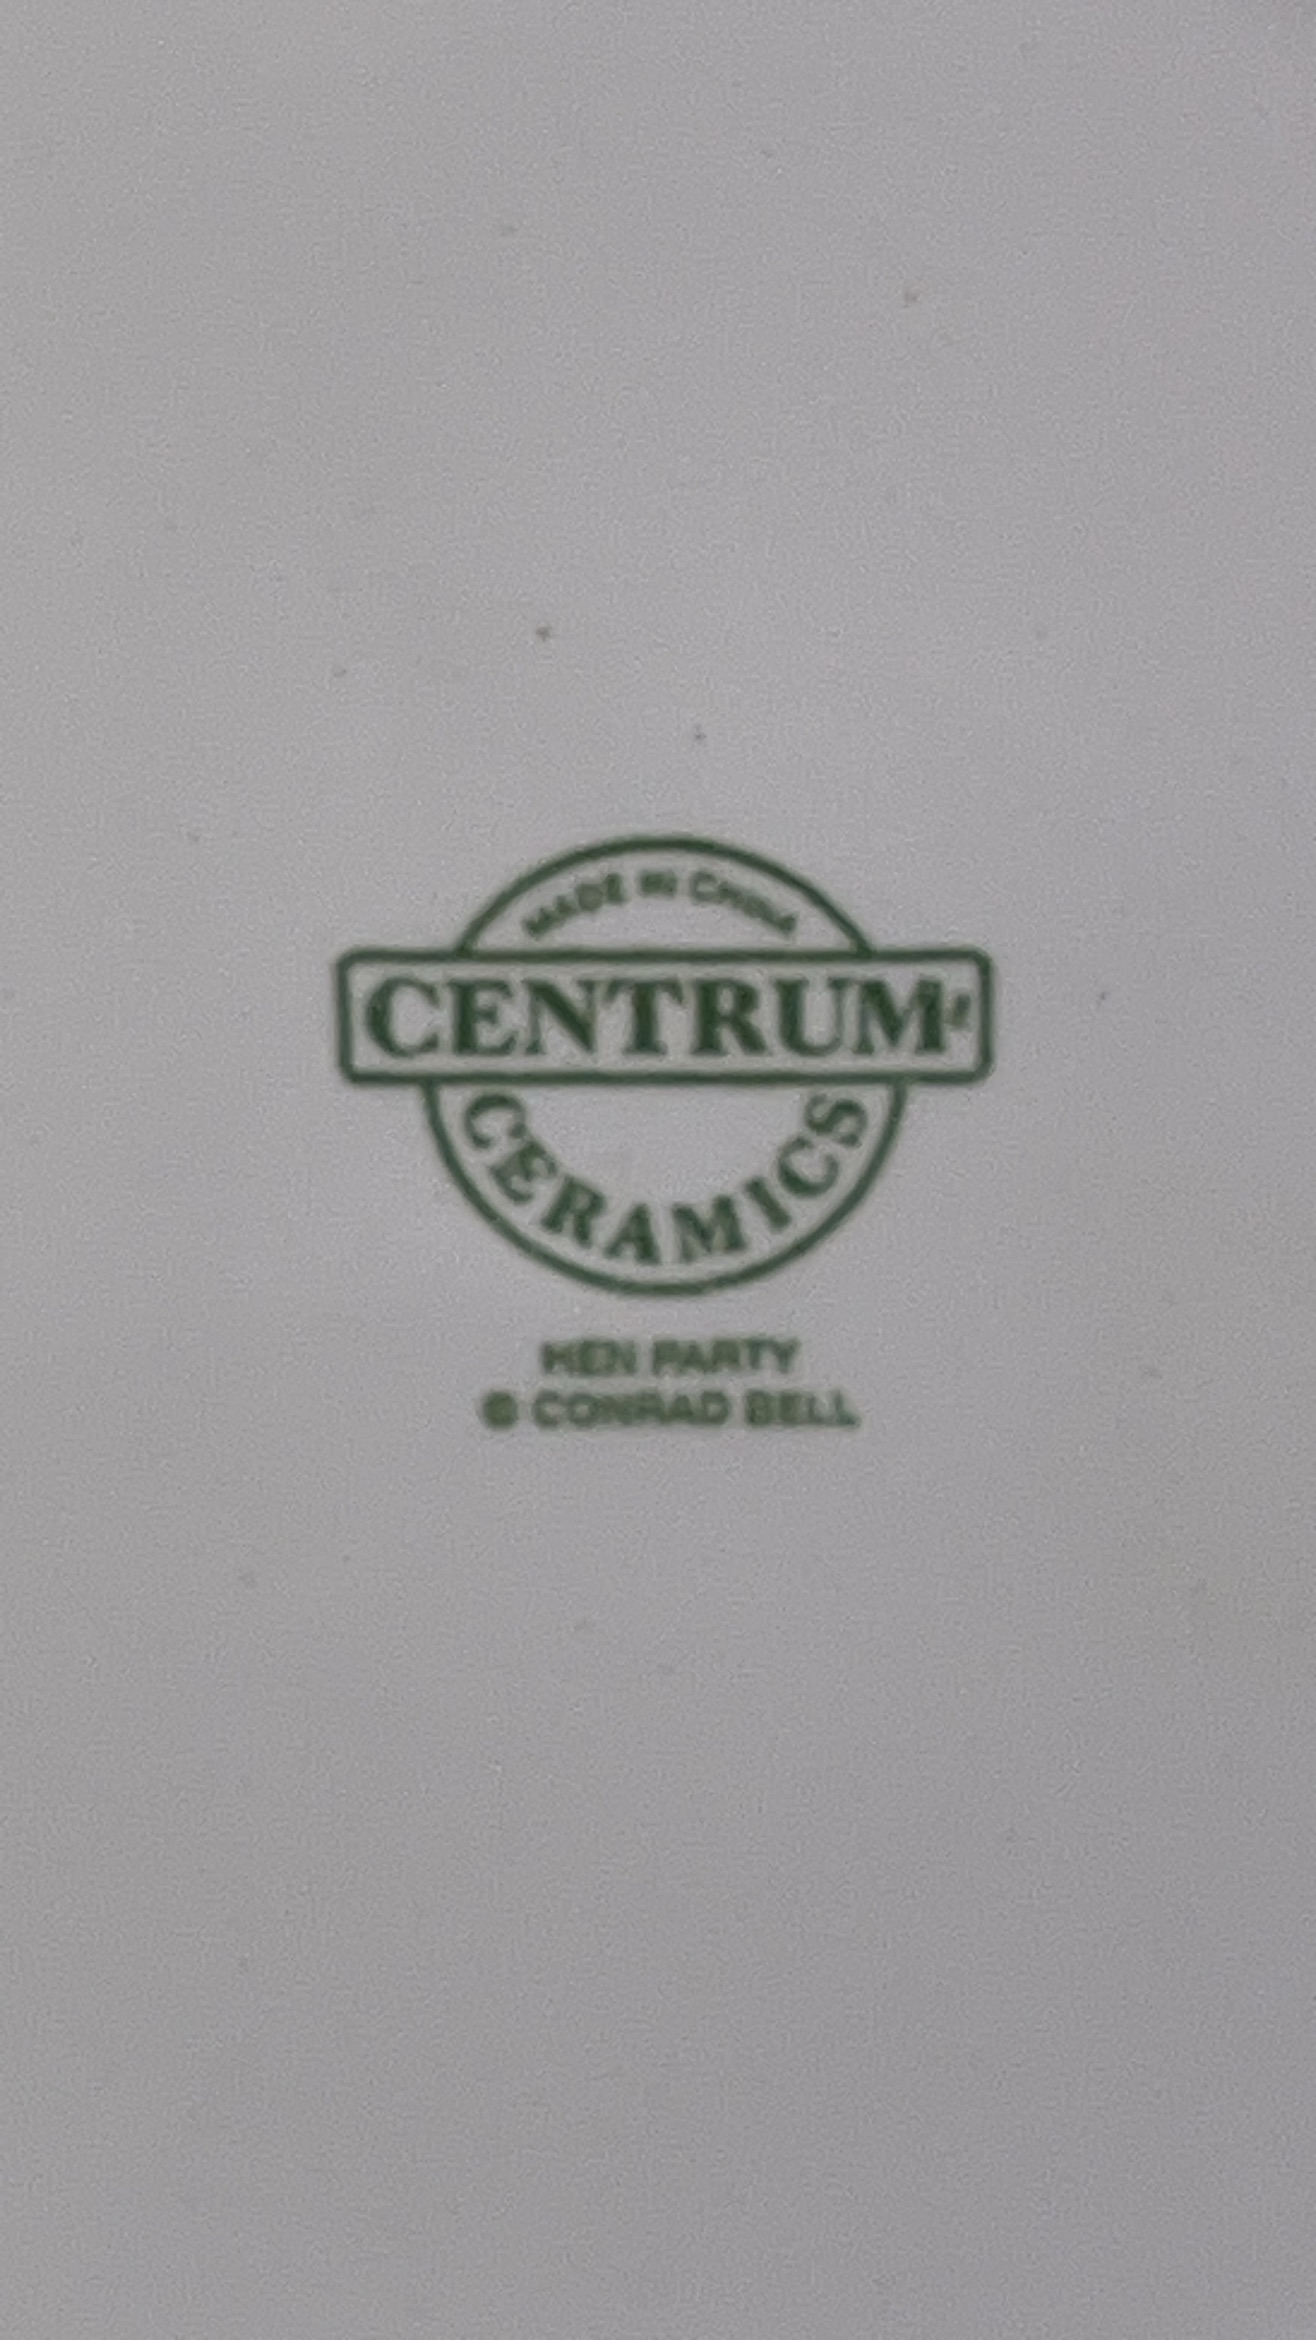 MADE IN CHINA
CENTRUM
CERAMICS
HEN PARTY
© CONRAD BELL